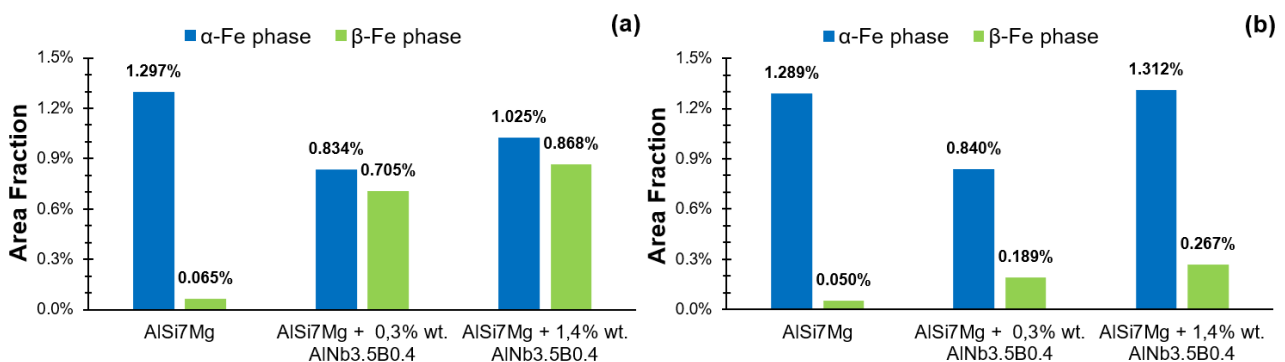 (a)
α-Fe phase β-Fe phase
Area Fraction
1.5%
1.2%
0.9%
0.6%
0.3%
0.0%
1.297%
0.065%
0.834%
0.705%
1.025%
0.868%
AlSi7Mg
AlSi7Mg + 0,3% wt.
AlNb3.5B0.4
AlSi7Mg + 1,4% wt.
AlNb3.5B0.4
(b)
α-Fe phase β-Fe phase
Area Fraction
1.5%
1.2%
0.9%
0.6%
0.3%
0.0%
1.289%
0.050%
0.840%
0.189%
1.312%
0.267%
AlSi7Mg
AlSi7Mg + 0,3% wt.
AlNb3.5B0.4
AlSi7Mg + 1,4% wt.
AlNb3.5B0.4